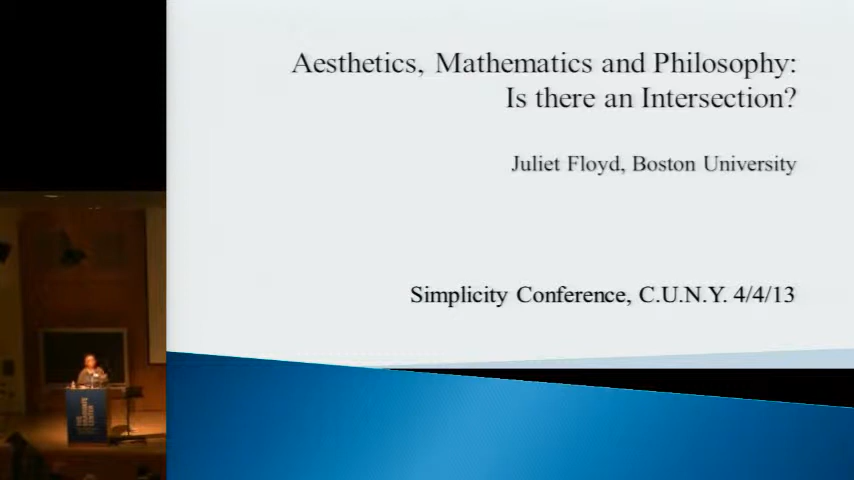 Aesthetics, Mathematics and Philosophy:
Is there an Intersection?
Juliet Floyd, Boston University
Simplicity Conference, C.U.N.Y. 4/4/13